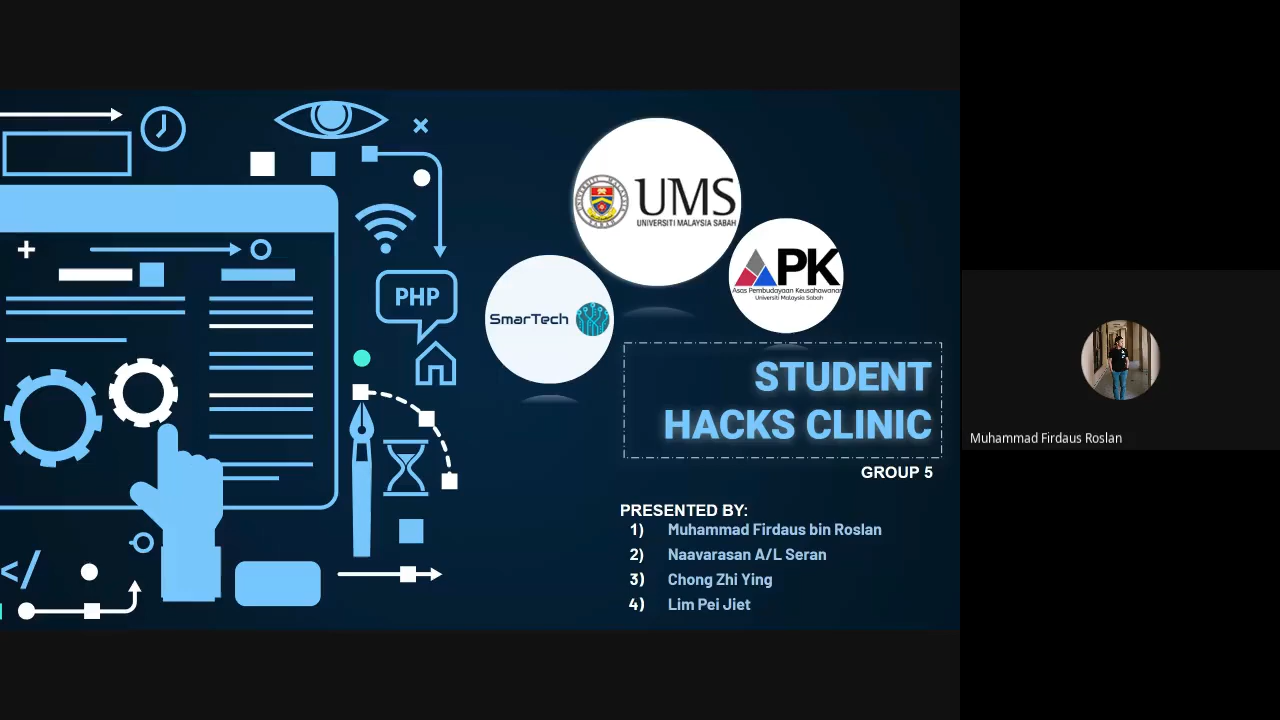 UMS
UNIVERSITI MALAYSIA SABAH
APK
Asas Pembudayaan Keusahawanan
Universiti Malaysia Sabah
SmarTech
PHP
</
STUDENT
HACKS CLINIC
GROUP 5
PRESENTED BY:
1) Muhammad Firdaus bin Roslan
2) Naavarasan A/L Seran
3) Chong Zhi Ying
4) Lim Pei Jiet
Muhammad Firdaus Roslan